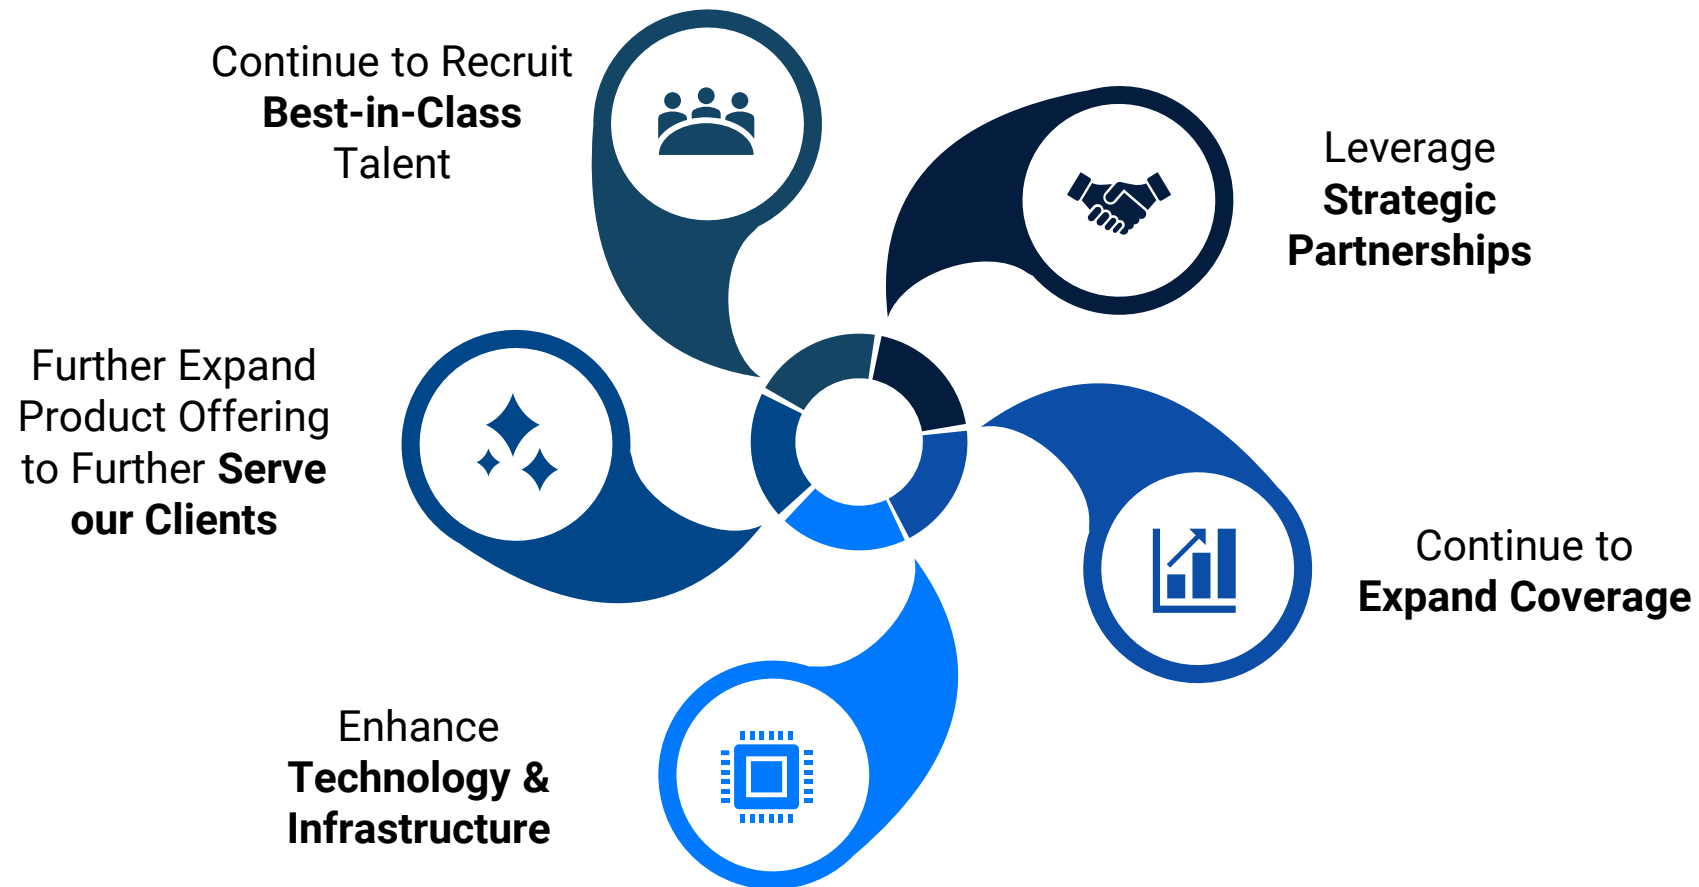 Continue to Recruit
Best-in-Class
Talent
Leverage
Strategic
Partnerships
Further Expand
Product Offering
to Further Serve
our Clients
Continue to
Expand Coverage
Enhance
Technology &
Infrastructure